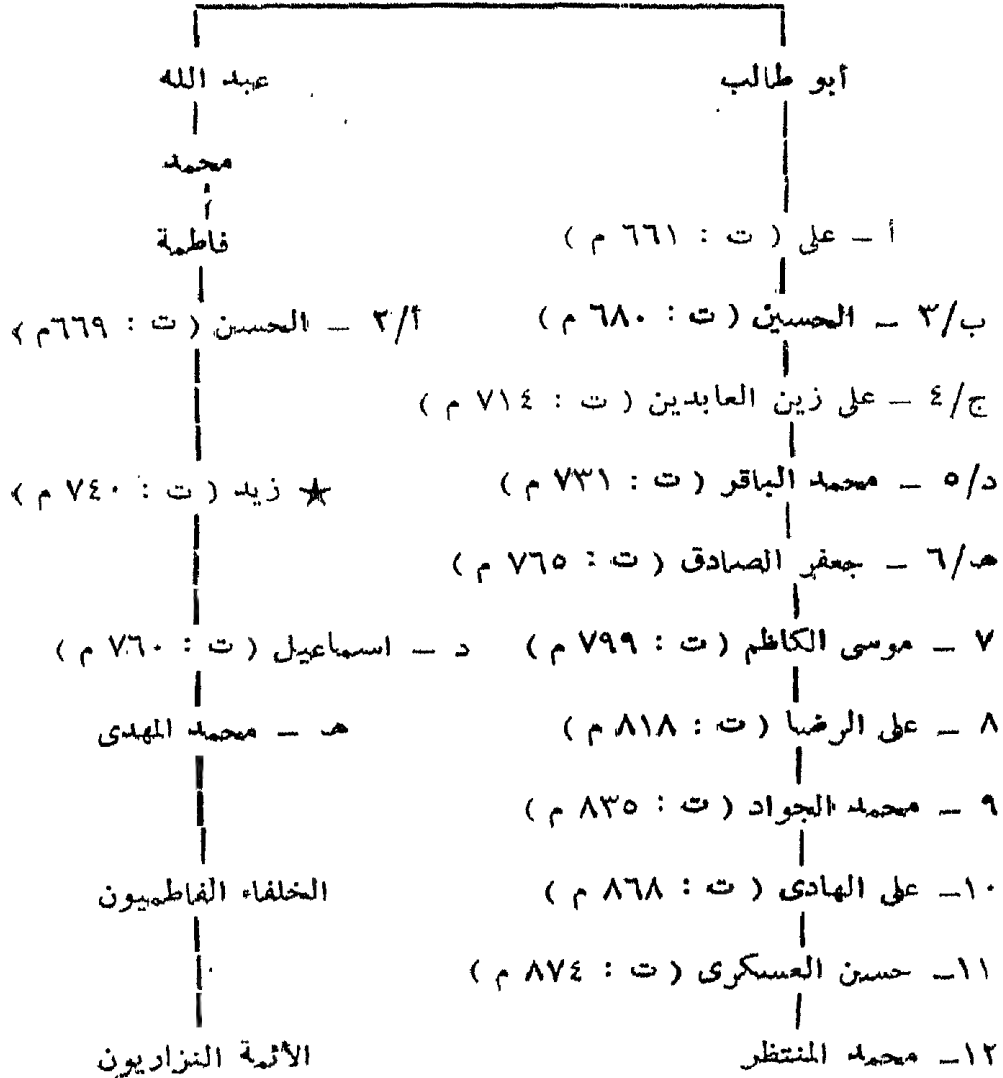 أبو طالب عبد الله
محمد
فاطمة
أ – على ( ت : ٦٦١ م )
ب/٣ – الحسين ( ت : ٦٨٠ م ) أ/٢ – الحسن ( ت : ٦٦٩م )
ج/٤ – على زين العابدين ( ت : ٧١٤ م )
د/٥ – محمد الباقر ( ت : ٧٣١ م ) ★ زيد ( ت : ٧٤٠ م )
هـ/٦ – جعفر الصادق ( ت : ٧٦٥ م )
٧ – موسى الكاظم ( ت : ٧٩٩ م ) د – اسماعيل ( ت : ٧٦٠ م )
٨ – على الرضا ( ت : ٨١٨ م ) هـ – محمد المهدى
٩ – محمد الجواد ( ت : ٨٣٥ م )
١٠– على الهادى ( ت : ٨٦٨ م ) الخلفاء الفاطميون
١١– حسن العسكرى ( ت : ٨٧٤ م )
١٢– محمد المنتظر الأئمة النزاريون